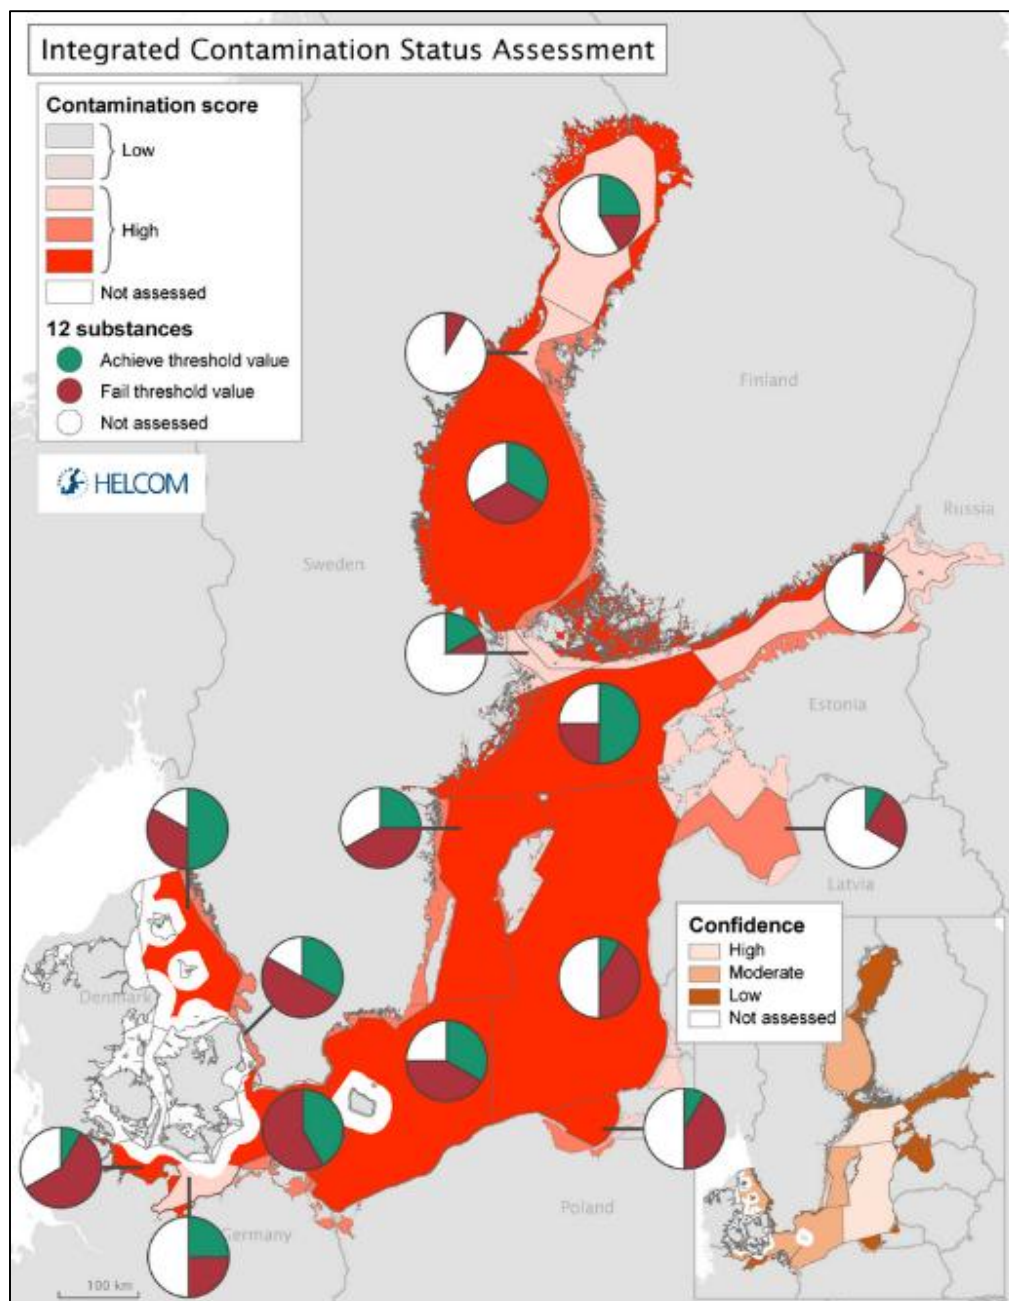 Integrated Contamination Status Assessment
Contamination score
Low
High
Not assessed
12 substances
Achieve threshold value
Fail threshold value
Not assessed
HELCOM
Finland
Russia
Sweden
Estonia
Latvia
Denmark
Confidence
High
Moderate
Low
Not assessed
Poland
Germany
100 km